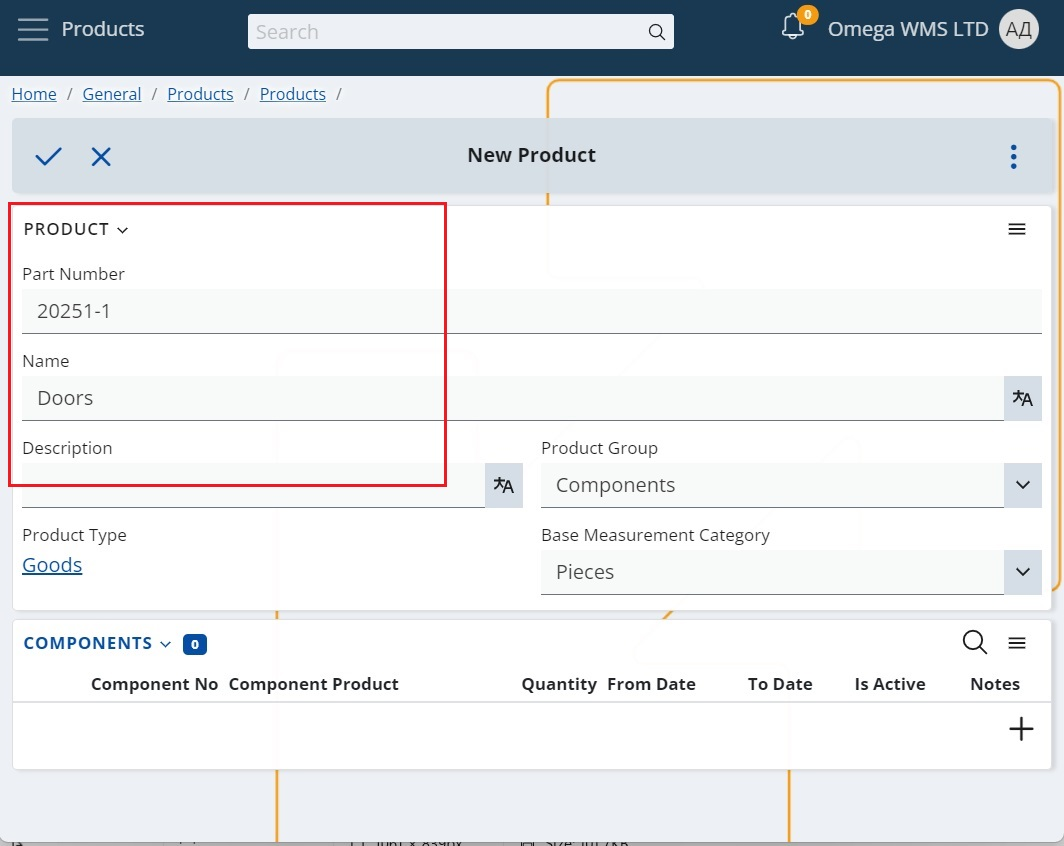 Products Search 0 Omega WMS LTD АД
Home / General / Products / Products /
New Product
PRODUCT
Part Number
20251-1
Name
Doors
Description Product Group
Components
Product Type Base Measurement Category
Goods Pieces
COMPONENTS 0
Component No Component Product Quantity From Date To Date Is Active Notes